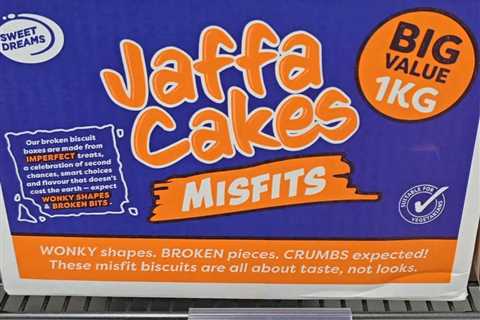 SWEET
DREAMS
Jaffa
Cakes
MISFITS
BIG
VALUE
1KG
Our broken biscuit
boxes are made from
IMPERFECT treats,
a celebration of second
chances, smart choices
and flavour that doesn't
cost the earth – expect
WONKY SHAPES
& BROKEN BITS.
SUITABLE FOR
VEGETARIANS
WONKY shapes. BROKEN pieces. CRUMBS expected!
These misfit biscuits are all about taste, not looks.